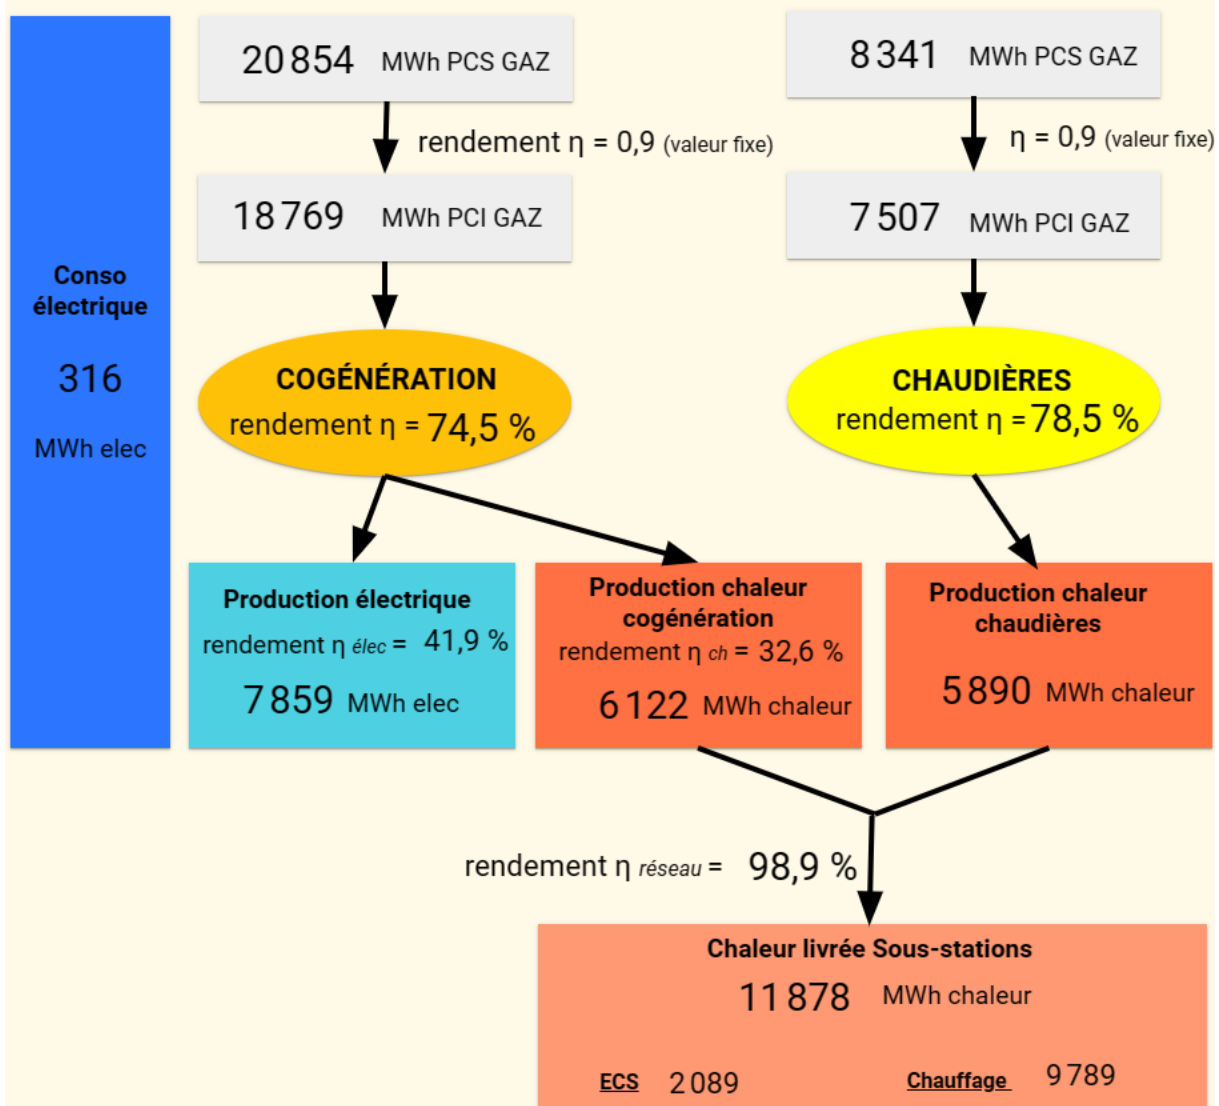 20 854 MWh PCS GAZ
8 341 MWh PCS GAZ
rendement η = 0,9 (valeur fixe)
η = 0,9 (valeur fixe)
18 769 MWh PCI GAZ
7 507 MWh PCI GAZ
Conso
électrique
316
MWh elec
COGÉNÉRATION
rendement η = 74,5 %
CHAUDIÈRES
rendement η = 78,5 %
Production électrique
rendement η élec = 41,9 %
7 859 MWh elec
Production chaleur
cogénération
rendement η ch = 32,6 %
6 122 MWh chaleur
Production chaleur
chaudières
5 890 MWh chaleur
rendement η réseau = 98,9 %
Chaleur livrée Sous-stations
11 878 MWh chaleur
ECS 2 089 Chauffage 9 789